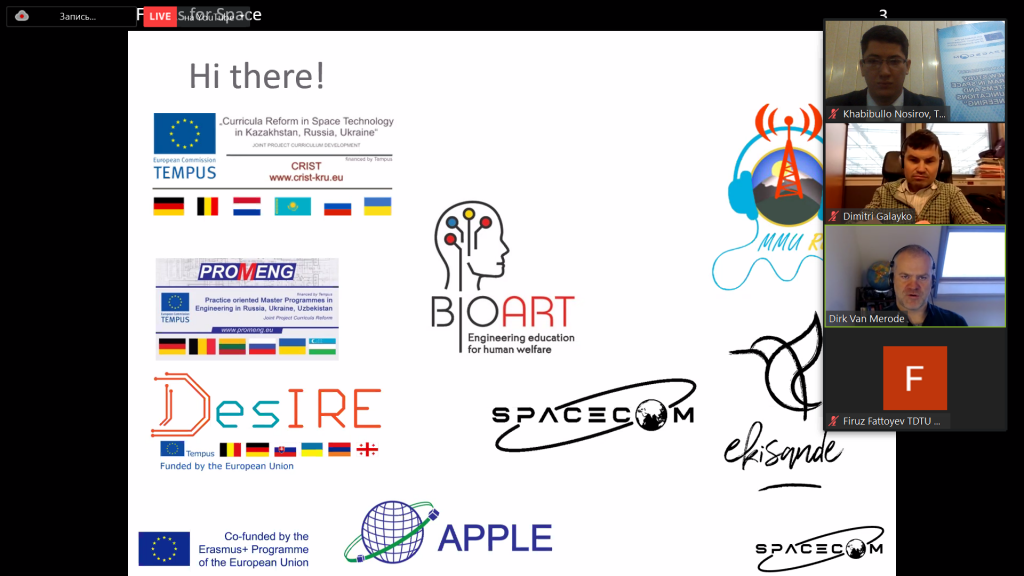 Запись...
LIVE
на YouTube
s for Space
3
Hi there!
„Curricula Reform in Space Technology
in Kazakhstan, Russia, Ukraine"
JOINT PROJECT CURRICULUM DEVELOPMENT
European Commission
TEMPUS
financed by Tempus
CRIST
www.crist-kru.eu
PROMENG
financed by Tempus
Practice oriented Master Programmes in
Engineering in Russia, Ukraine, Uzbekistan
Joint Project Curricula Reform
TEMPUS
www.promeng.eu
DesIRE
Tempus
Funded by the European Union
BIOART
Engineering education
for human welfare
SPACECOM
MMU R
ekisande
Co-funded by the
Erasmus+ Programme
of the European Union
APPLE
SPACECOM
Khabibullo Nosirov, T...
Dimitri Galayko
Dirk Van Merode
F
Firuz Fattoyev TDTU ...